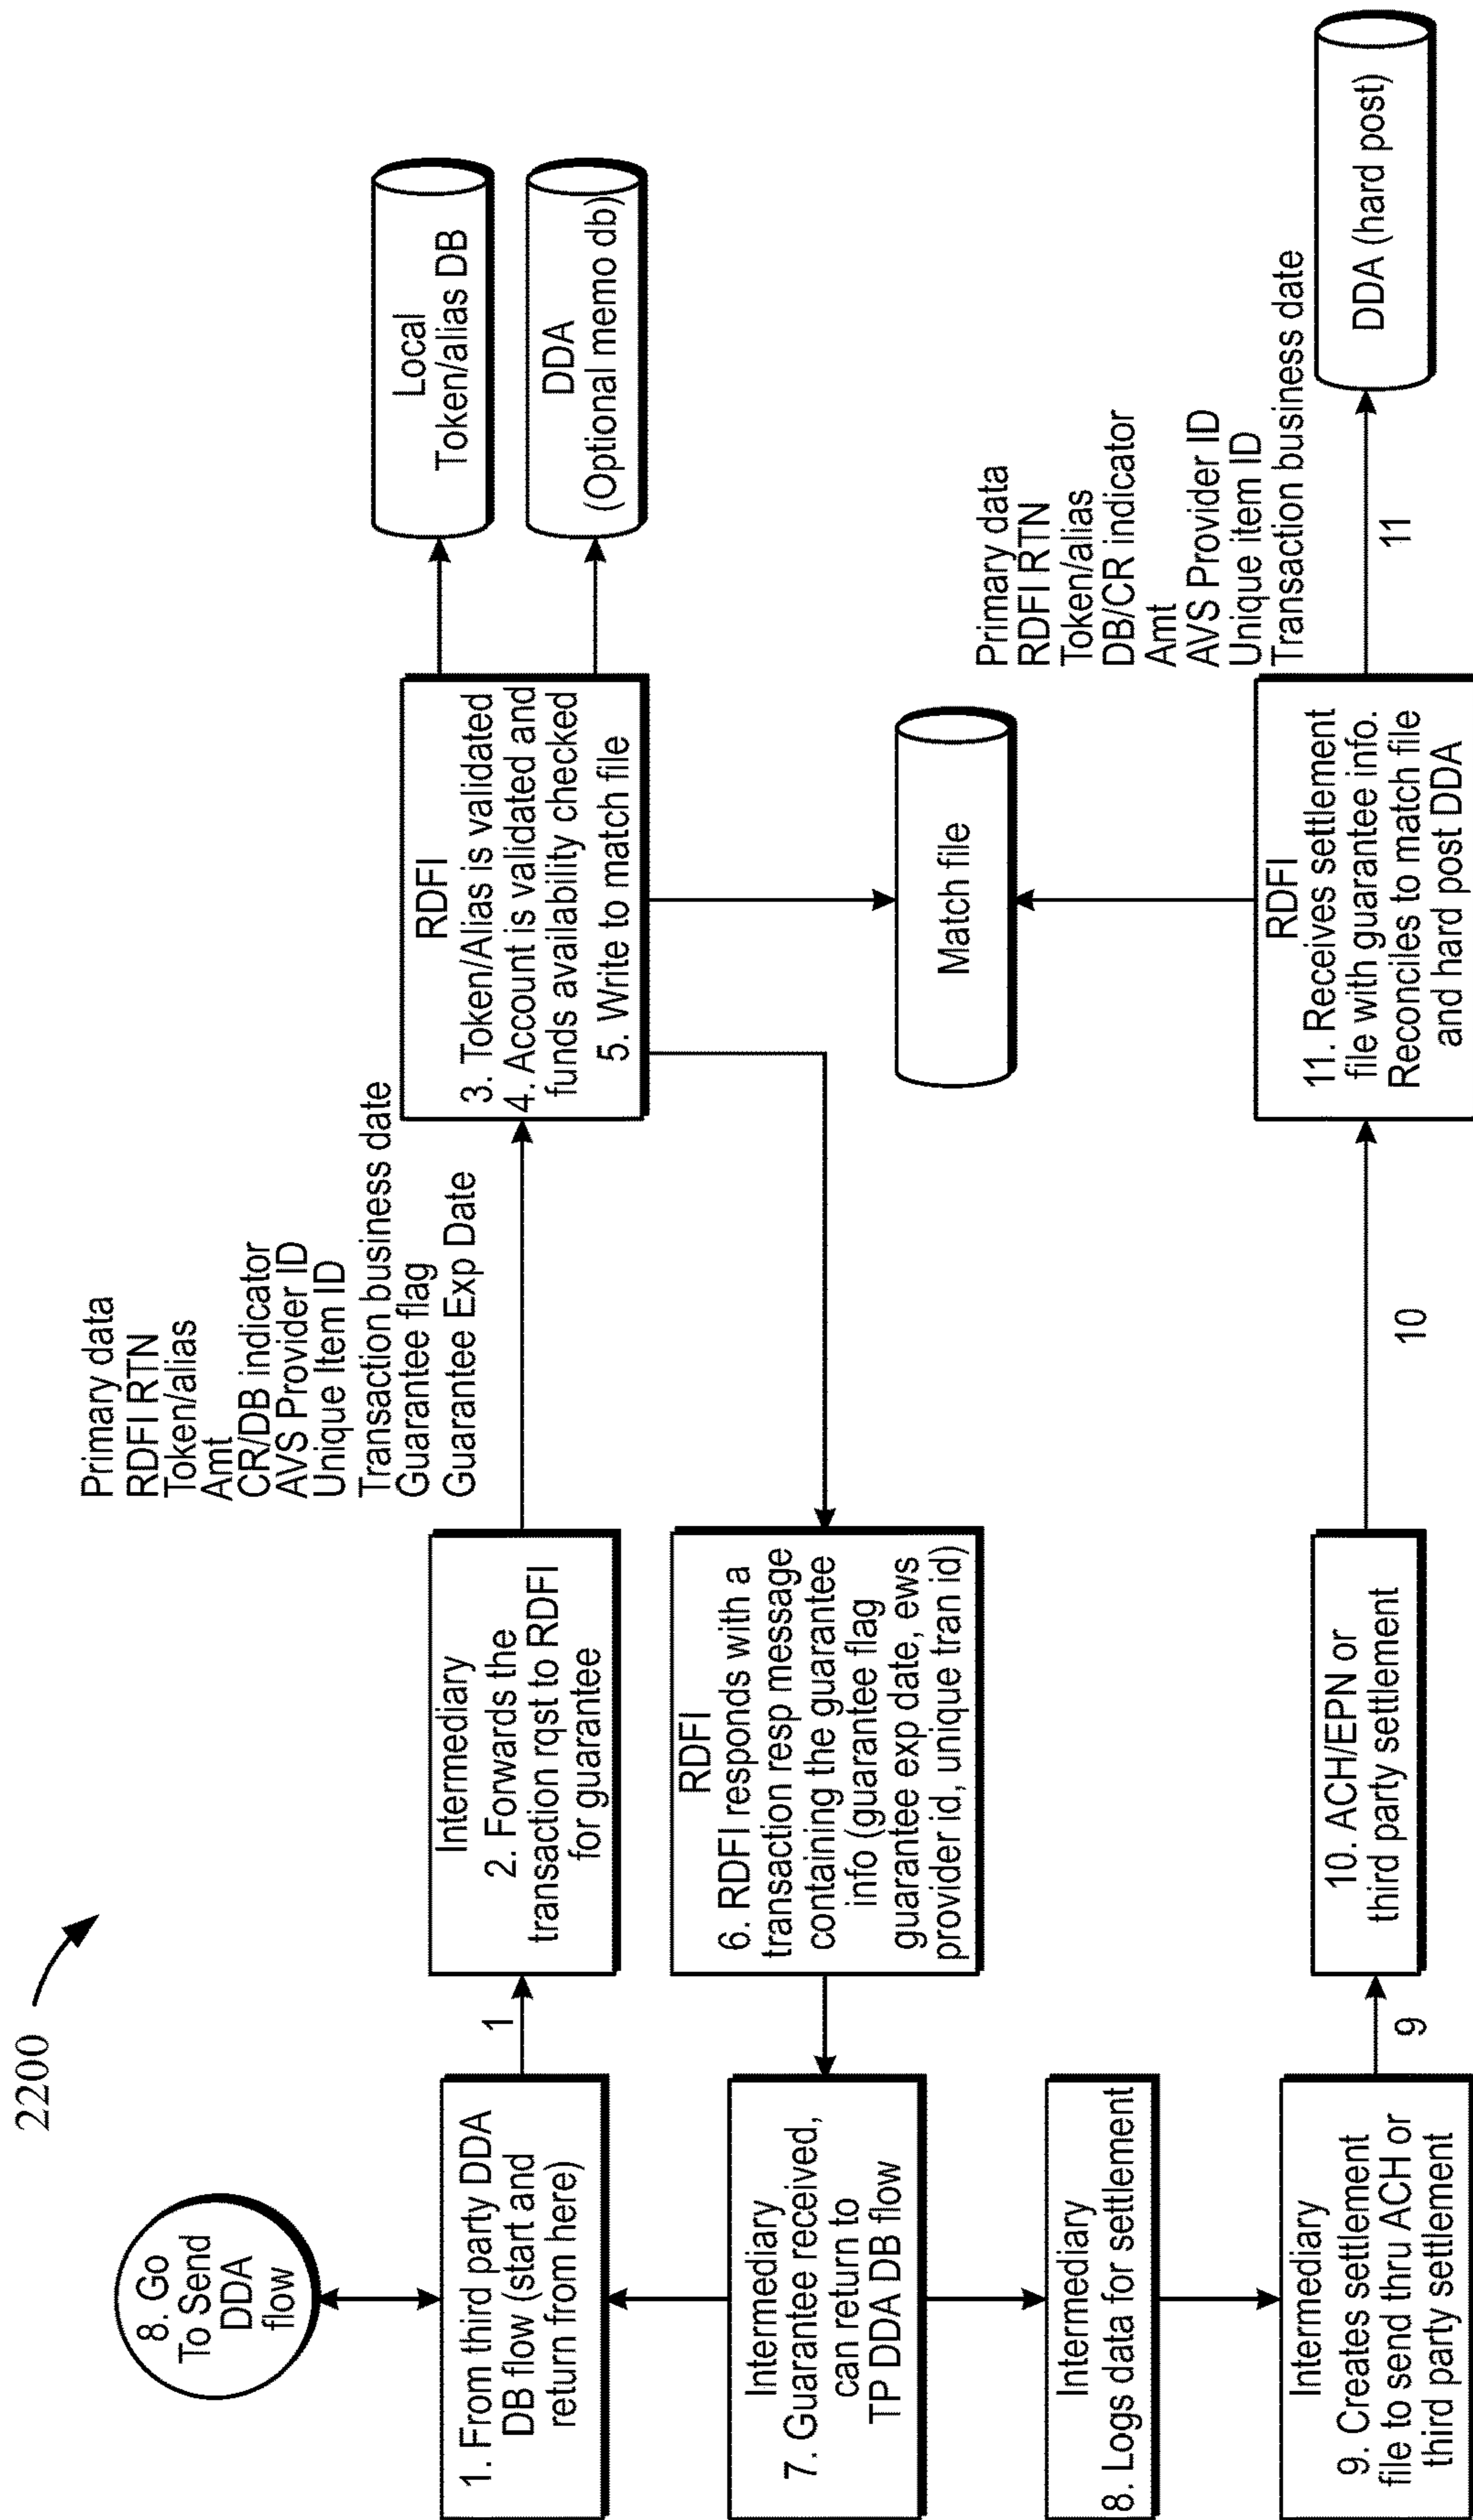 2200
8. Go
To Send
DDA
flow
1. From third party DDA
DB flow (start and
return from here)
1
Intermediary
2. Forwards the
transaction rqst to RDFI
for guarantee
Primary data
RDFI RTN
Token/alias
Amt
CR/DB indicator
AVS Provider ID
Unique Item ID
Transaction business date
Guarantee flag
Guarantee Exp Date
RDFI
3. Token/Alias is validated
4. Account is validated and
funds availability checked
5. Write to match file
Local
Token/alias DB
DDA
(Optional memo db)
Intermediary
7. Guarantee received,
can return to
TP DDA DB flow
RDFI
6. RDFI responds with a
transaction resp message
containing the guarantee
info (guarantee flag
guarantee exp date, ews
provider id, unique tran id)
Match file
Intermediary
8. Logs data for settlement
Intermediary
9. Creates settlement
file to send thru ACH or
third party settlement
9
10. ACH/EPN or
third party settlement
10
RDFI
11. Receives settlement
file with guarantee info.
Reconciles to match file
and hard post DDA
Primary data
RDFI RTN
Token/alias
DB/CR indicator
Amt
AVS Provider ID
Unique item ID
Transaction business date
11
DDA (hard post)